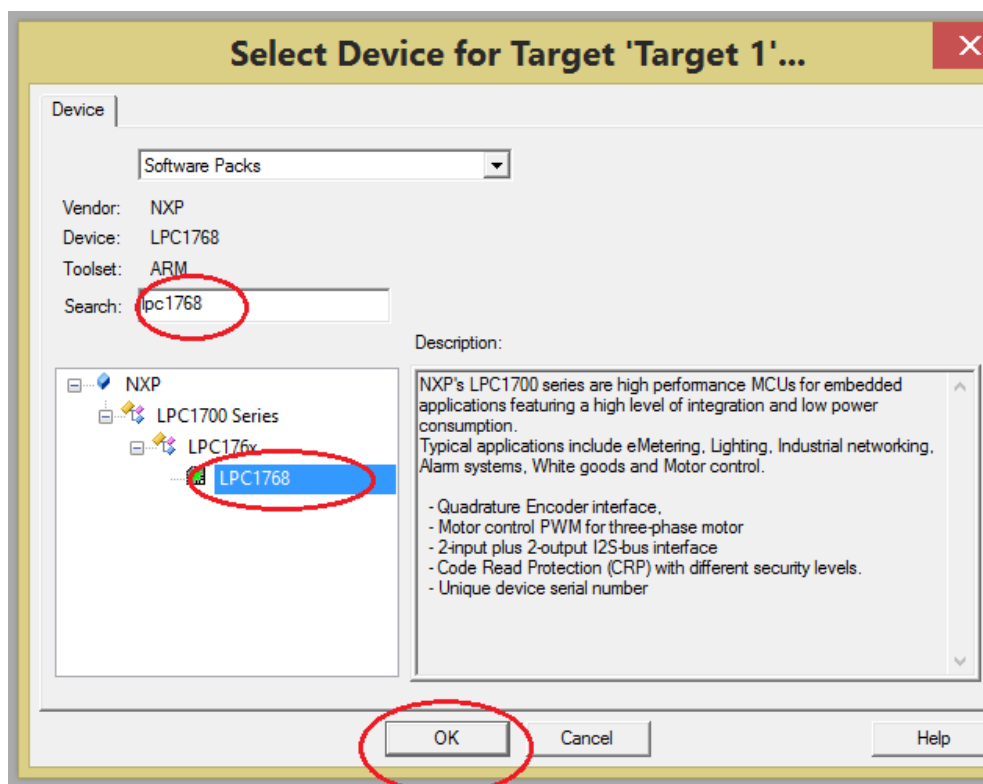 Select Device for Target 'Target 1'...
Device
Software Packs
Vendor: NXP
Device: LPC1768
Toolset: ARM
Search: lpc1768
Description:
NXP
LPC1700 Series
LPC176x
LPC1768
NXP's LPC1700 series are high performance MCUs for embedded
applications featuring a high level of integration and low power
consumption.
Typical applications include eMetering, Lighting, Industrial networking,
Alarm systems, White goods and Motor control.
- Quadrature Encoder interface,
- Motor control PWM for three-phase motor
- 2-input plus 2-output I2S-bus interface
- Code Read Protection (CRP) with different security levels.
- Unique device serial number
OK Cancel Help